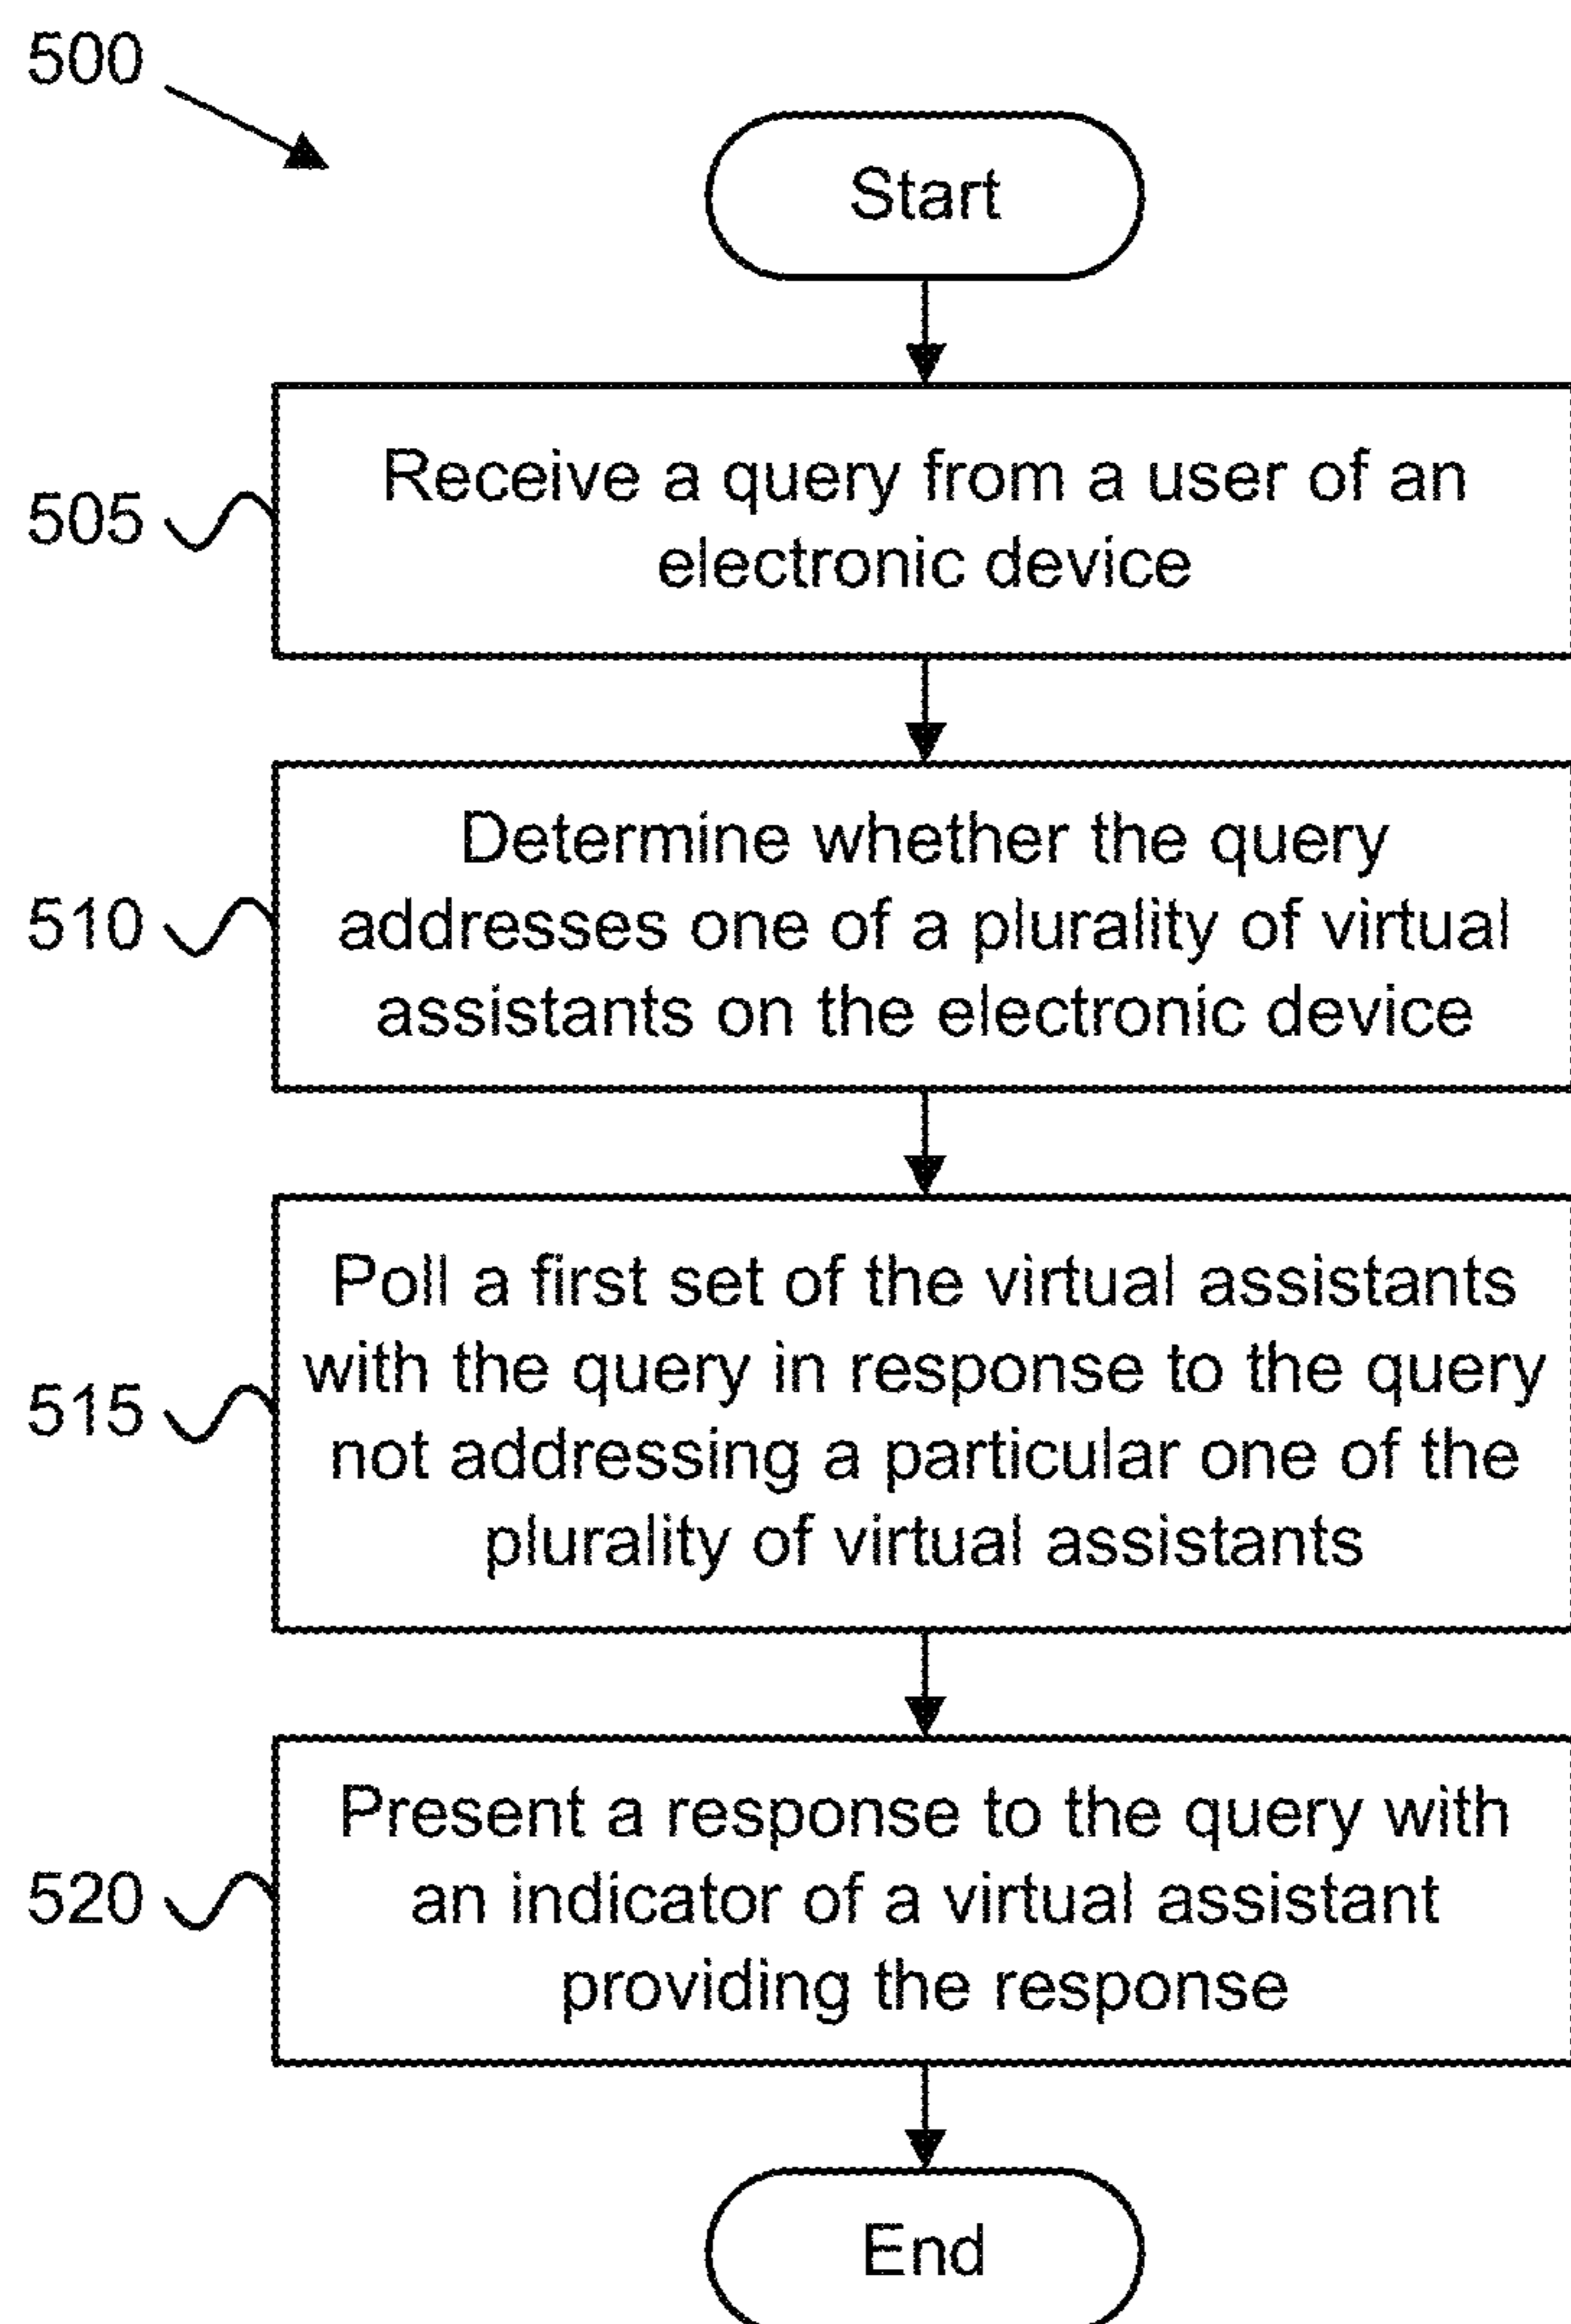 500
Start
505
Receive a query from a user of an
electronic device
510
Determine whether the query
addresses one of a plurality of virtual
assistants on the electronic device
515
Poll a first set of the virtual assistants
with the query in response to the query
not addressing a particular one of the
plurality of virtual assistants
520
Present a response to the query with
an indicator of a virtual assistant
providing the response
End